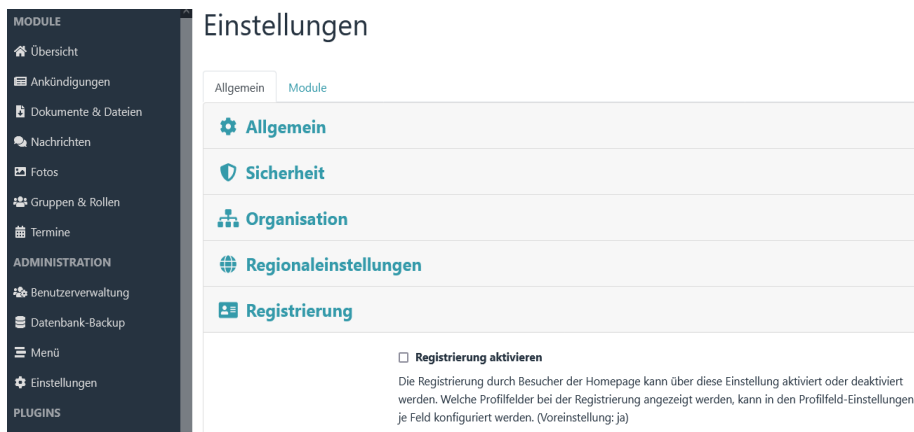 MODULE
Übersicht
Ankündigungen
Dokumente & Dateien
Nachrichten
Fotos
Gruppen & Rollen
Termine
ADMINISTRATION
Benutzerverwaltung
Datenbank-Backup
Menü
Einstellungen
PLUGINS
Einstellungen
Allgemein Module
Allgemein
Sicherheit
Organisation
Regionaleinstellungen
Registrierung
Registrierung aktivieren
Die Registrierung durch Besucher der Homepage kann über diese Einstellung aktiviert oder deaktiviert
werden. Welche Profilfelder bei der Registrierung angezeigt werden, kann in den Profilfeld-Einstellungen
je Feld konfiguriert werden. (Voreinstellung: ja)